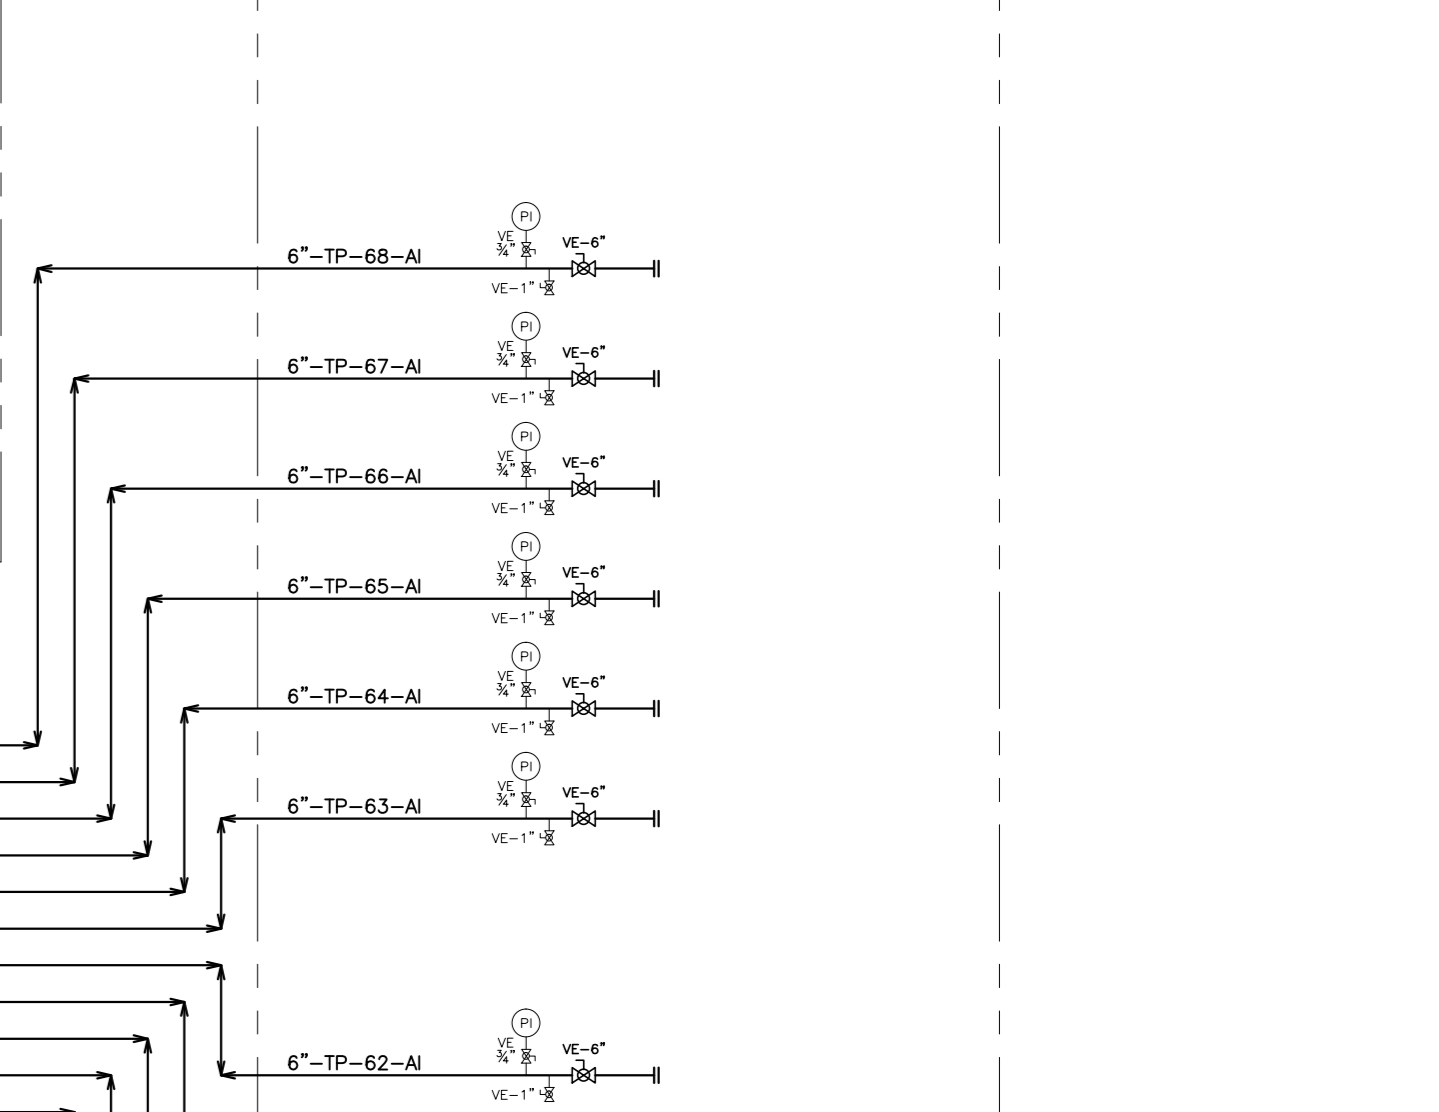 PI
VE
¾"
VE-6"
6"-TP-68-AI
VE-1"
PI
VE
¾"
VE-6"
6"-TP-67-AI
VE-1"
PI
VE
¾"
VE-6"
6"-TP-66-AI
VE-1"
PI
VE
¾"
VE-6"
6"-TP-65-AI
VE-1"
PI
VE
¾"
VE-6"
6"-TP-64-AI
VE-1"
PI
VE
¾"
VE-6"
6"-TP-63-AI
VE-1"
PI
VE
¾"
VE-6"
6"-TP-62-AI
VE-1"